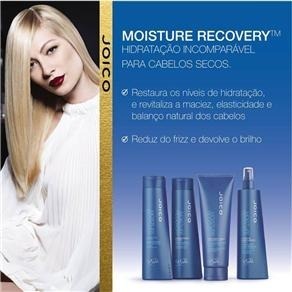 JOICO
MOISTURE RECOVERY™
HIDRATAÇÃO INCOMPARÁVEL
PARA CABELOS SECOS.
Restaura os níveis de hidratação,
e revitaliza a maciez, elasticidade e
balanço natural dos cabelos
Reduz do frizz e devolve o brilho